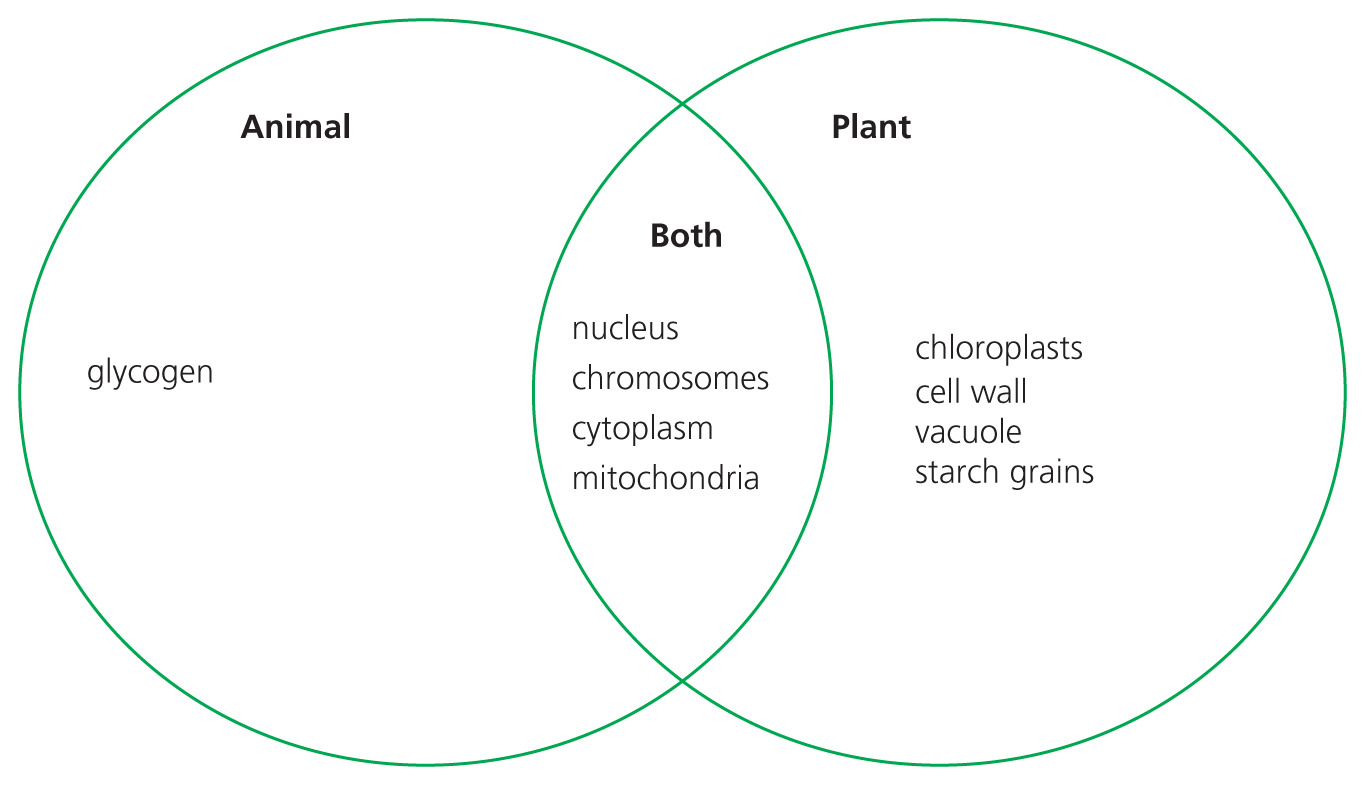 Animal
Plant
Both
glycogen
nucleus
chromosomes
cytoplasm
mitochondria
chloroplasts
cell wall
vacuole
starch grains